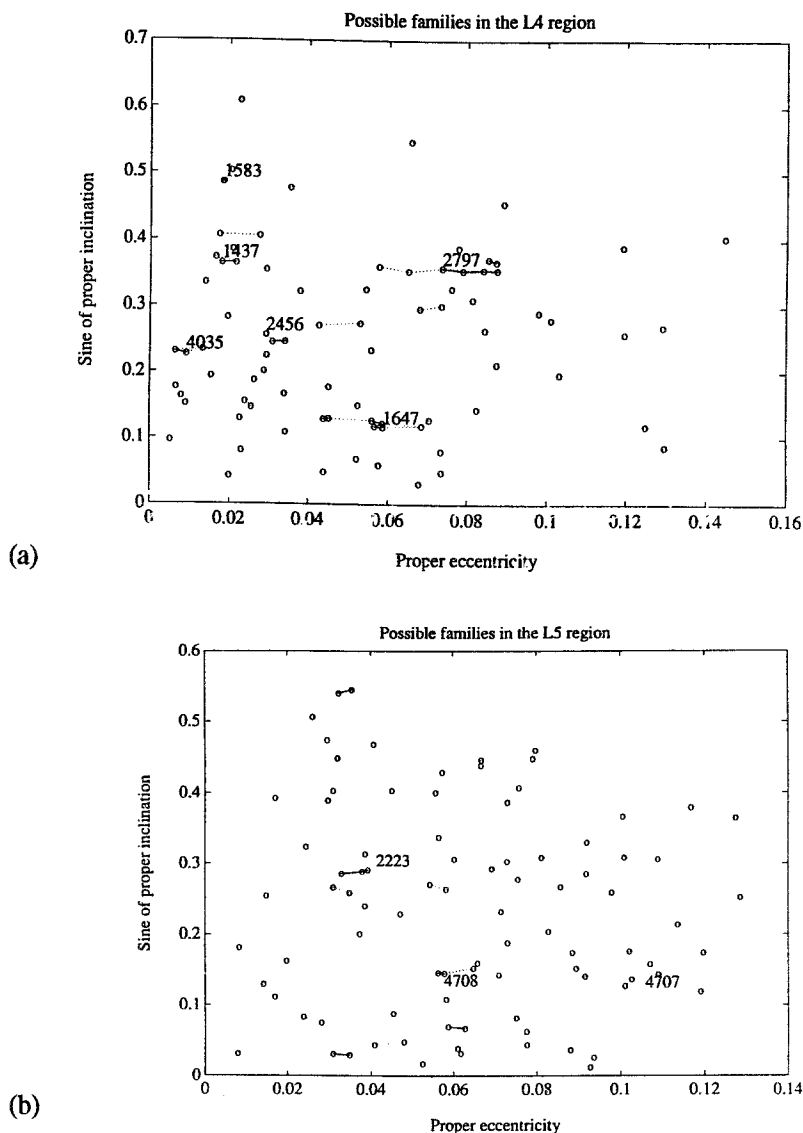 Possible families in the L4 region
0.7
0.6
0.5
0.4
0.3
0.2
0.1
0
Sine of proper inclination
1583
1437
2797
2456
4035
1647
0 0.02 0.04 0.06 0.08 0.1 0.12 0.14 0.16
Proper eccentricity
(a)
Possible families in the L5 region
0.6
0.5
0.4
0.3
0.2
0.1
0
Sine of proper inclination
2223
4708
4707
0 0.02 0.04 0.06 0.08 0.1 0.12 0.14
Proper eccentricity
(b)